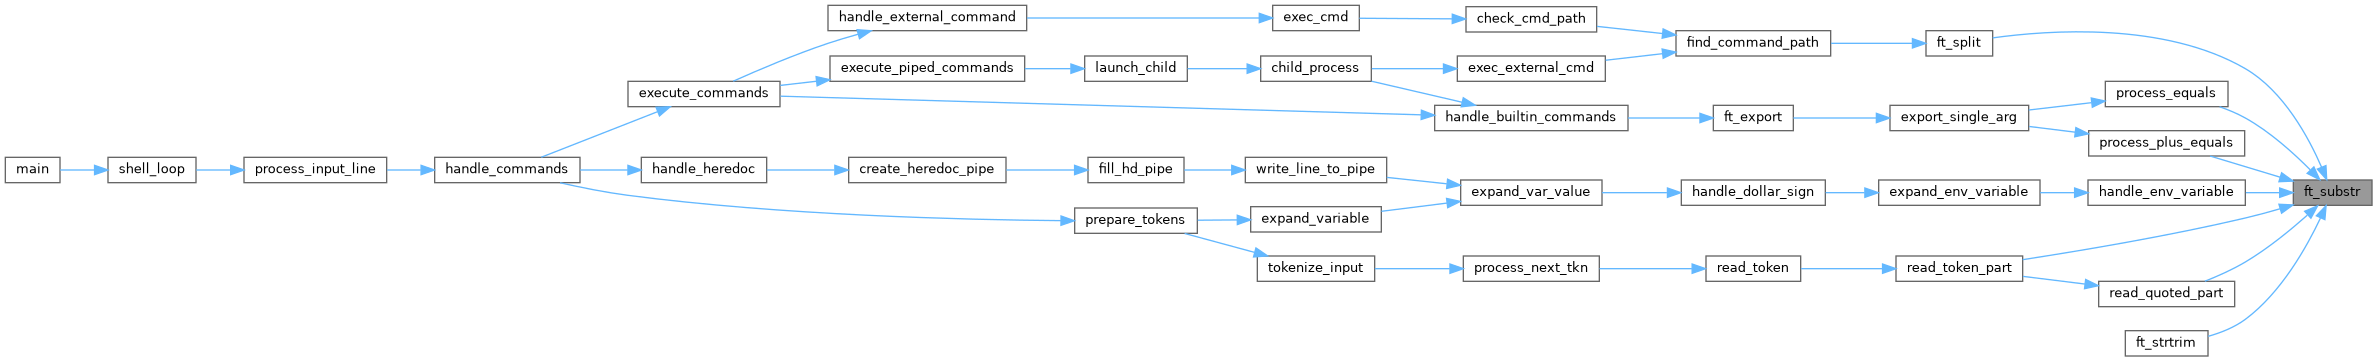 handle_external_command
exec_cmd
check_cmd_path
find_command_path
ft_split
execute_piped_commands
launch_child
child_process
exec_external_cmd
execute_commands
process_equals
handle_builtin_commands
ft_export
export_single_arg
process_plus_equals
main
shell_loop
process_input_line
handle_commands
handle_heredoc
create_heredoc_pipe
fill_hd_pipe
write_line_to_pipe
expand_var_value
handle_dollar_sign
expand_env_variable
handle_env_variable
ft_substr
prepare_tokens
expand_variable
tokenize_input
process_next_tkn
read_token
read_token_part
read_quoted_part
ft_strtrim